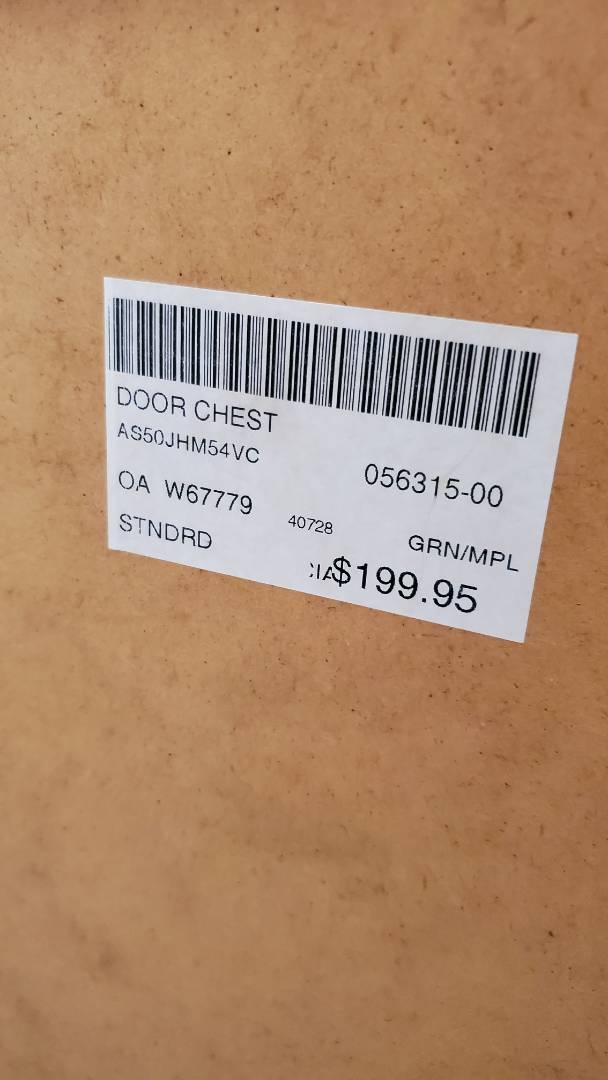 DOOR CHEST
AS50JHM54VC
056315-00
OA W67779
40728
GRN/MPL
STNDRD
$199.95